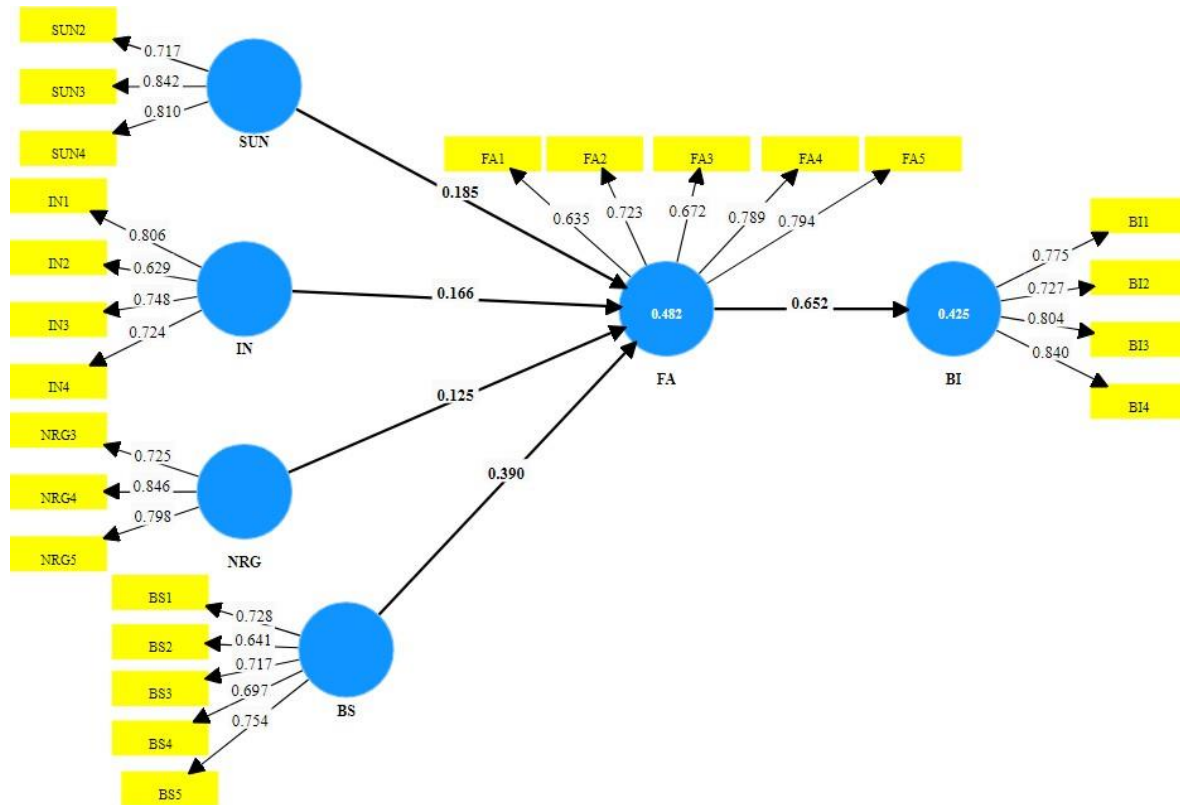 SUN2
0.717
SUN3
0.842
SUN4
0.810
SUN
IN1
0.806
IN2
0.629
IN3
0.748
IN4
0.724
IN
NRG3
0.725
NRG4
0.846
NRG5
0.798
NRG
BS1
0.728
BS2
0.641
BS3
0.717
BS4
0.697
BS5
0.754
BS
0.185
0.166
0.125
0.390
FA1
FA2
FA3
FA4
FA5
0.635
0.723
0.672
0.789
0.794
0.482
FA
0.652
0.425
BI
BI1
0.775
BI2
0.727
BI3
0.804
BI4
0.840